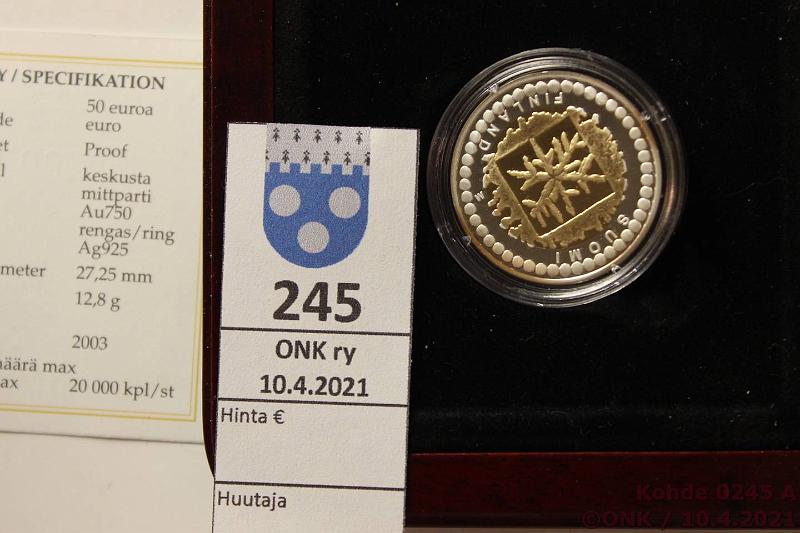 Y / SPECIFIKATION
de 50 euroa
euro
et Proof
l keskusta
mittparti
Au750
rengas/ring
Ag925
meter 27,25 mm
12,8 g
2003
määrä max
ax 20 000 kpl/st
245
ONK ry
10.4.2021
Hinta €
Huutaja
FINLAND
SUOMI
Kohde 0245 A
©ONK / 10.4.2021